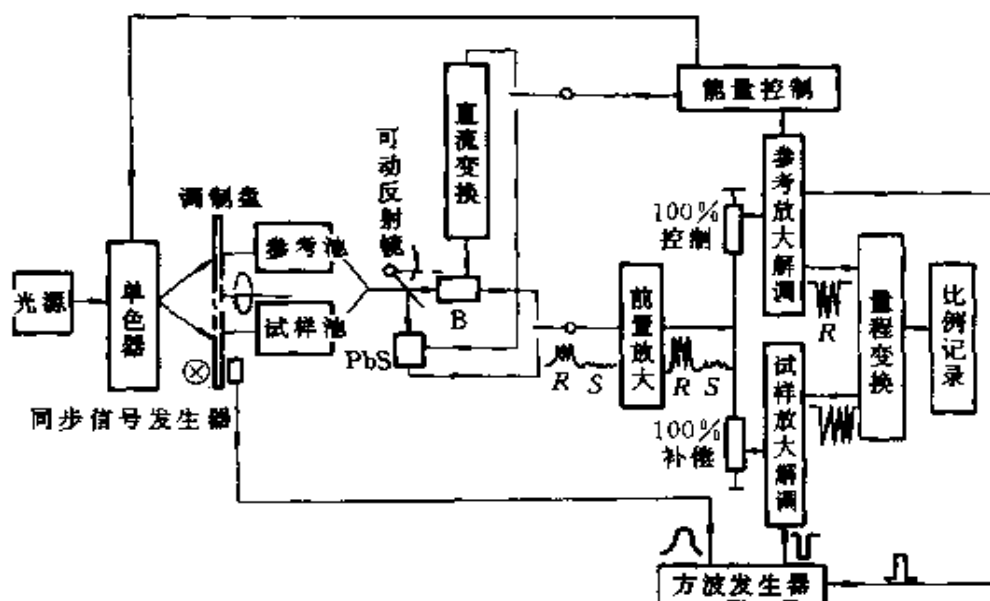 能量控制
直流变换
可动反射镜
调制盘
参考池
试样池
光源
单色器
B
PbS
同步信号发生器
R S
前置放大
R S
100%
控制
100%
补偿
参考放大解调
试样放大解调
R
量程变换
比例记录
方波发生器